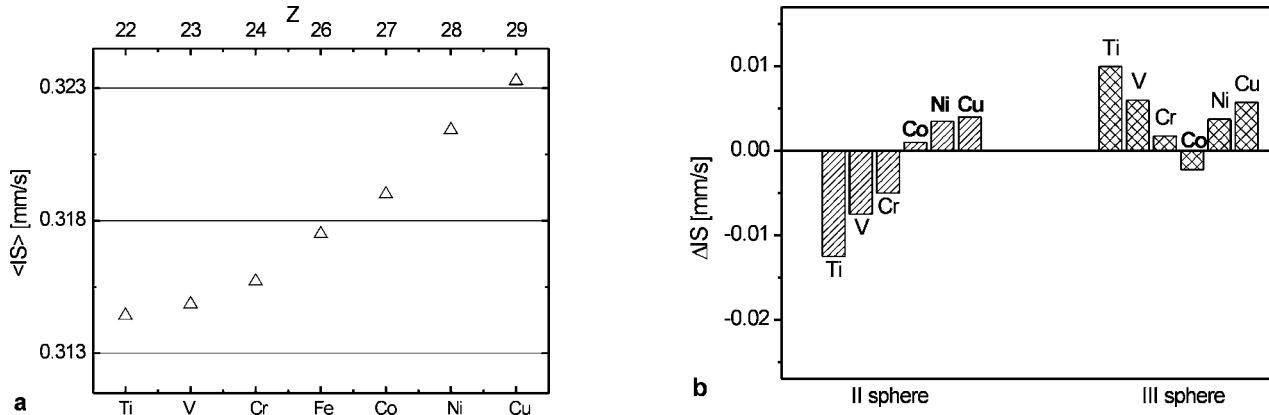 Z
22 23 24 26 27 28 29
0.323
0.318
0.313
<IS> [mm/s]
Ti V Cr Fe Co Ni Cu
a
0.01
0.00
-0.01
-0.02
ΔIS [mm/s]
Ti
V
Cr
Co
Ni
Cu
Ti
V
Cr
Co
Ni
Cu
II sphere
III sphere
b